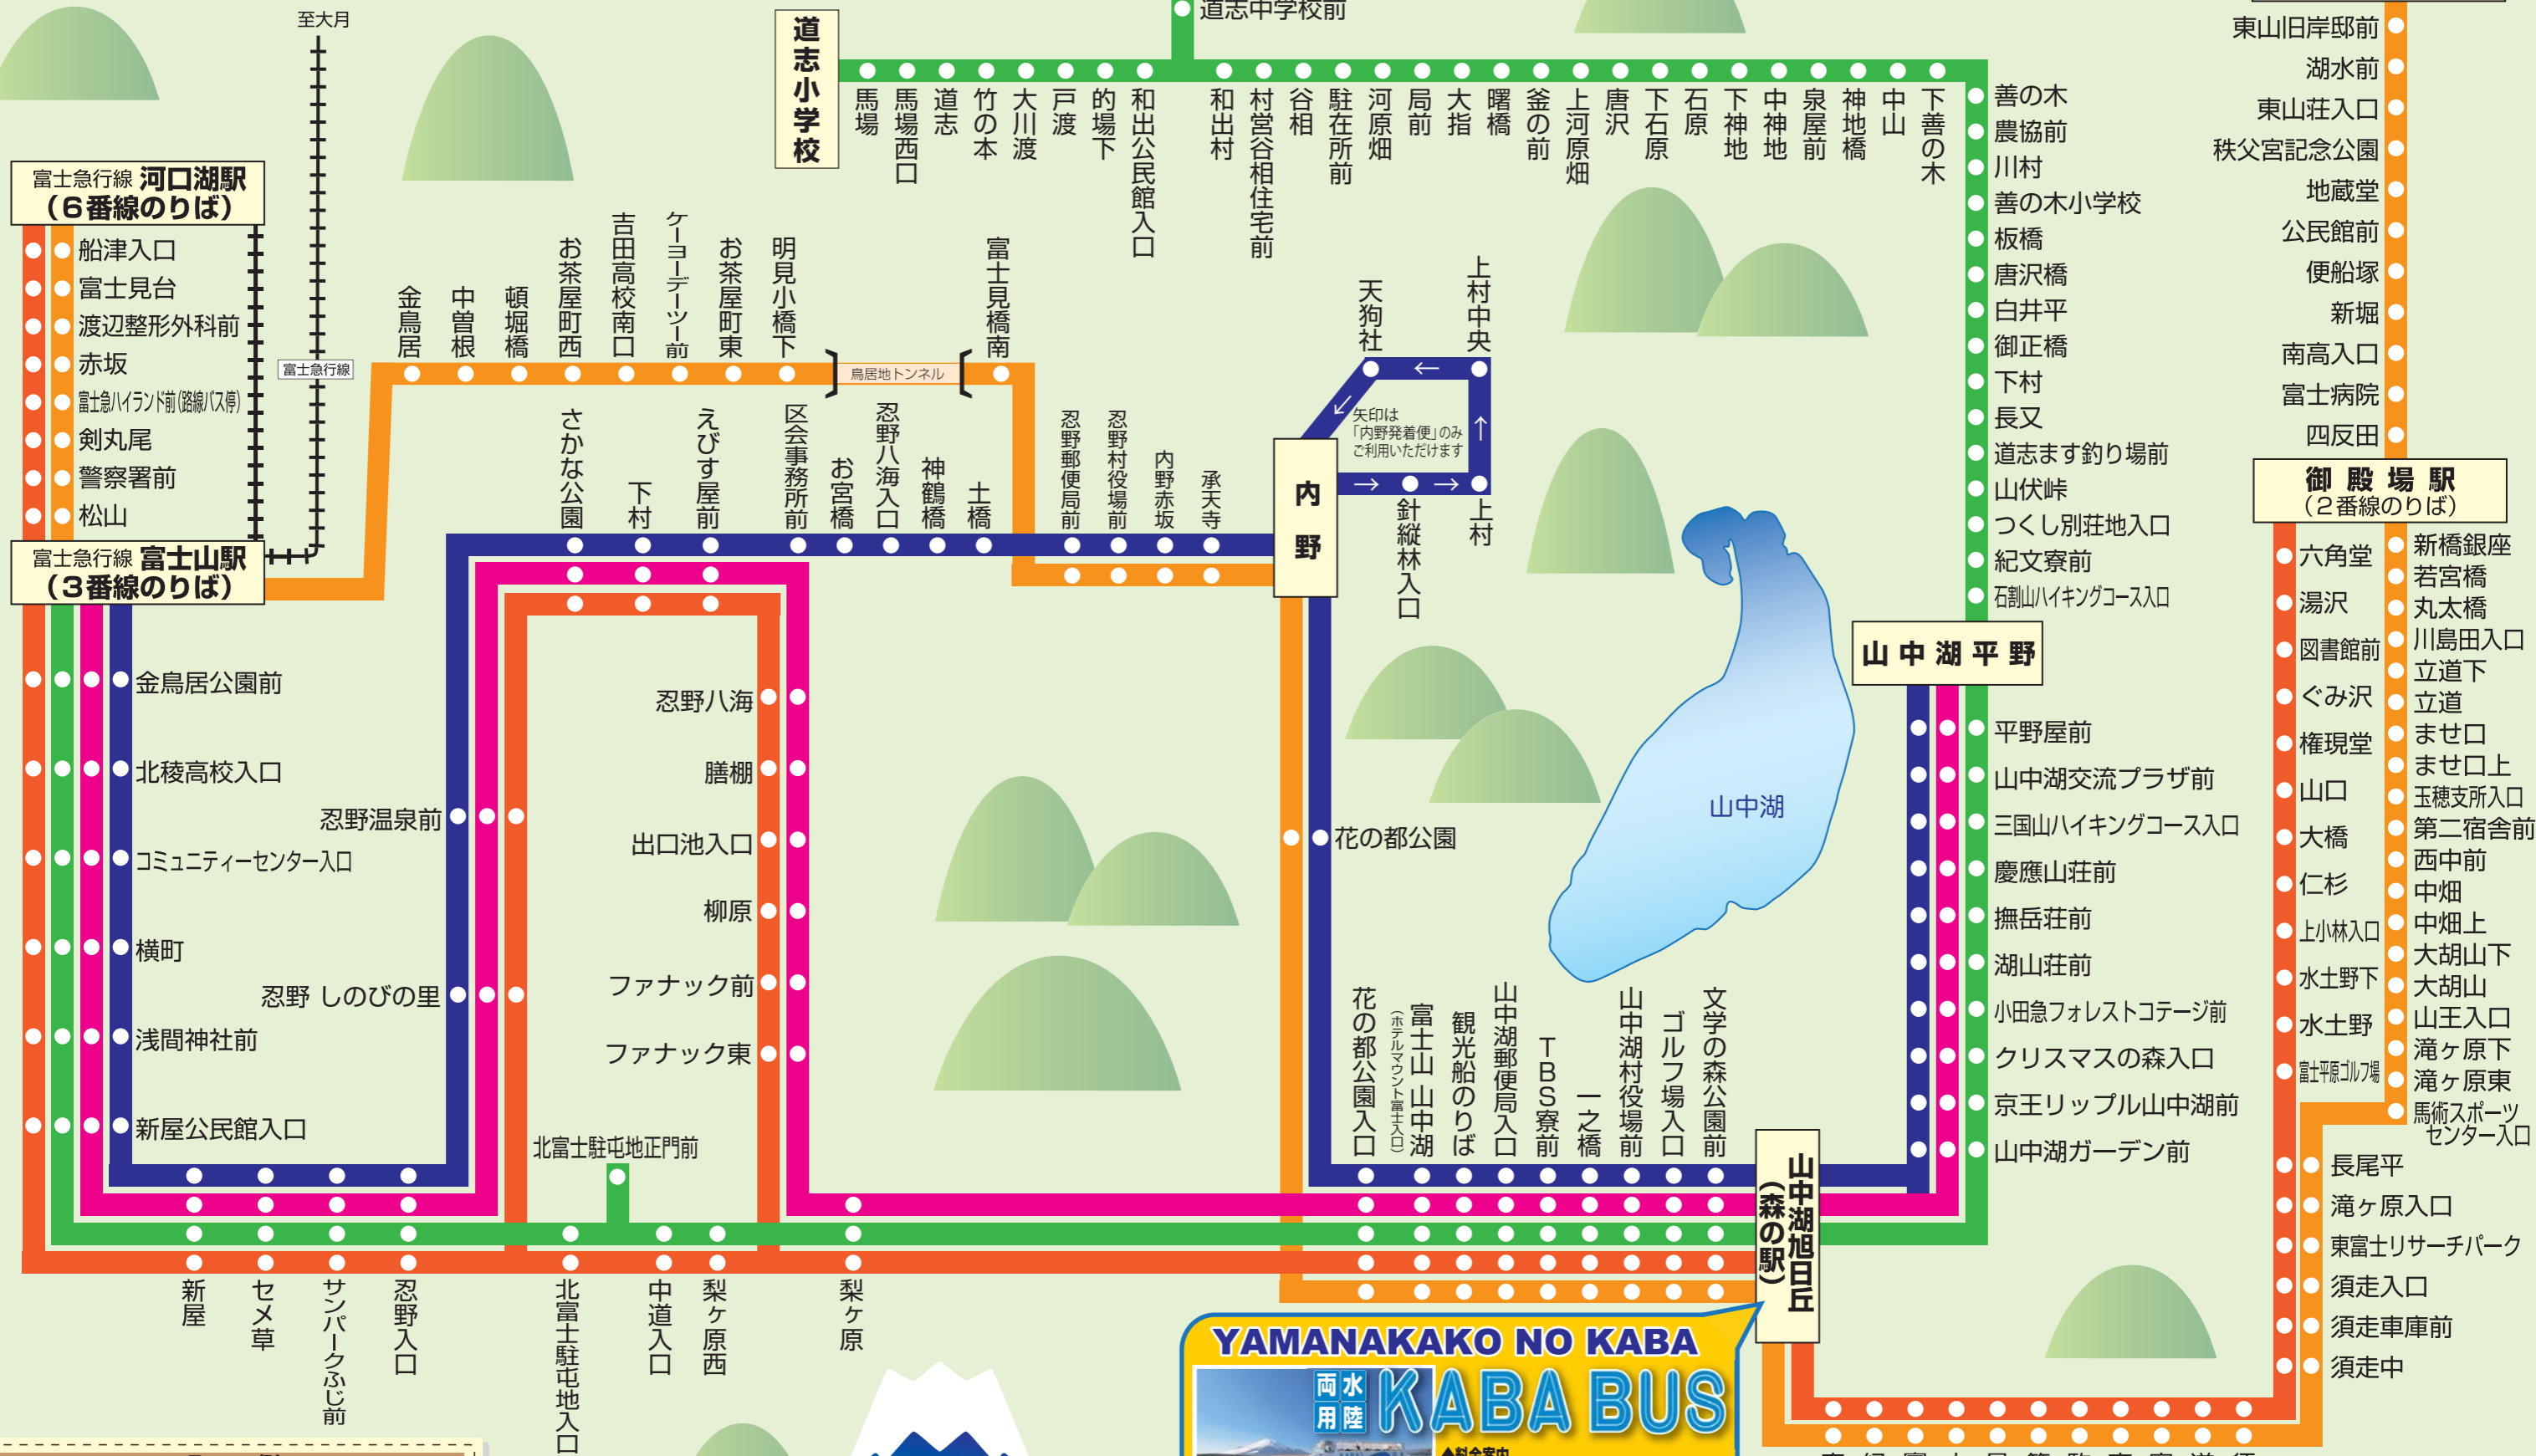 至大月
道志小学校
道志中学校前
馬場
馬場西口
道志
竹の本
大川渡
戸渡
的場下
和出公民館入口
和出村
村営谷相住宅前
谷相
駐在所前
河原畑
局前
大指
曙橋
釜の前
上河原畑
唐沢
下石原
石原
下神地
中神地
泉屋前
神地橋
中山
下善の木
善の木
農協前
川村
善の木小学校
板橋
唐沢橋
白井平
御正橋
下村
長又
道志ます釣り場前
山伏峠
つくし別荘地入口
紀文寮前
石割山ハイキングコース入口
山中湖平野
東山旧岸邸前
湖水前
東山荘入口
秩父宮記念公園
地蔵堂
公民館前
便船塚
新堀
南高入口
富士病院
四反田
御殿場駅
(2番線のりば)
富士急行線 河口湖駅
(6番線のりば)
船津入口
富士見台
渡辺整形外科前
赤坂
富士急ハイランド前(路線バス停)
剣丸尾
警察署前
松山
富士急行線
富士急行線 富士山駅
(3番線のりば)
金鳥居
中曽根
頓堀橋
お茶屋町西
吉田高校南口
ケーヨーデーツー前
お茶屋町東
明見小橋下
鳥居地トンネル
富士見橋南
さかな公園
下村
えびす屋前
区会事務所前
お宮橋
忍野八海入口
神鶴橋
土橋
忍野郵便局前
忍野村役場前
内野赤坂
承天寺
内野
天狗社
上村中央
←
↙
↑
矢印は
「内野発着便」のみ
ご利用いただけます
→
→
針縦林入口
上村
金鳥居公園前
北稜高校入口
コミュニティーセンター入口
横町
浅間神社前
新屋公民館入口
忍野温泉前
忍野 しのびの里
忍野八海
膳棚
出口池入口
柳原
ファナック前
ファナック東
北富士駐屯地正門前
新屋
セメ草
サンパークふじ前
忍野入口
北富士駐屯地入口
中道入口
梨ヶ原西
梨ヶ原
花の都公園
山中湖
花の都公園入口
富士山 山中湖
(ホテルマウント富士入口)
観光船のりば
山中湖郵便局入口
TBS寮前
一之橋
山中湖村役場前
ゴルフ場入口
文学の森公園前
山中湖旭日丘
(森の駅)
平野屋前
山中湖交流プラザ前
三国山ハイキングコース入口
慶應山荘前
撫岳荘前
湖山荘前
小田急フォレストコテージ前
クリスマスの森入口
京王リップル山中湖前
山中湖ガーデン前
六角堂
湯沢
図書館前
ぐみ沢
権現堂
山口
大橋
仁杉
上小林入口
水土野下
水土野
富士平原ゴルフ場
新橋銀座
若宮橋
丸太橋
川島田入口
立道下
立道
ませ口
ませ口上
玉穂支所入口
第二宿舎前
西中前
中畑
中畑上
大胡山下
大胡山
山王入口
滝ヶ原下
滝ヶ原東
馬術スポーツ
センター入口
長尾平
滝ヶ原入口
東富士リサーチパーク
須走入口
須走車庫前
須走中
YAMANAKAKO NO KABA
水陸両用 KABA BUS
▲料金案内